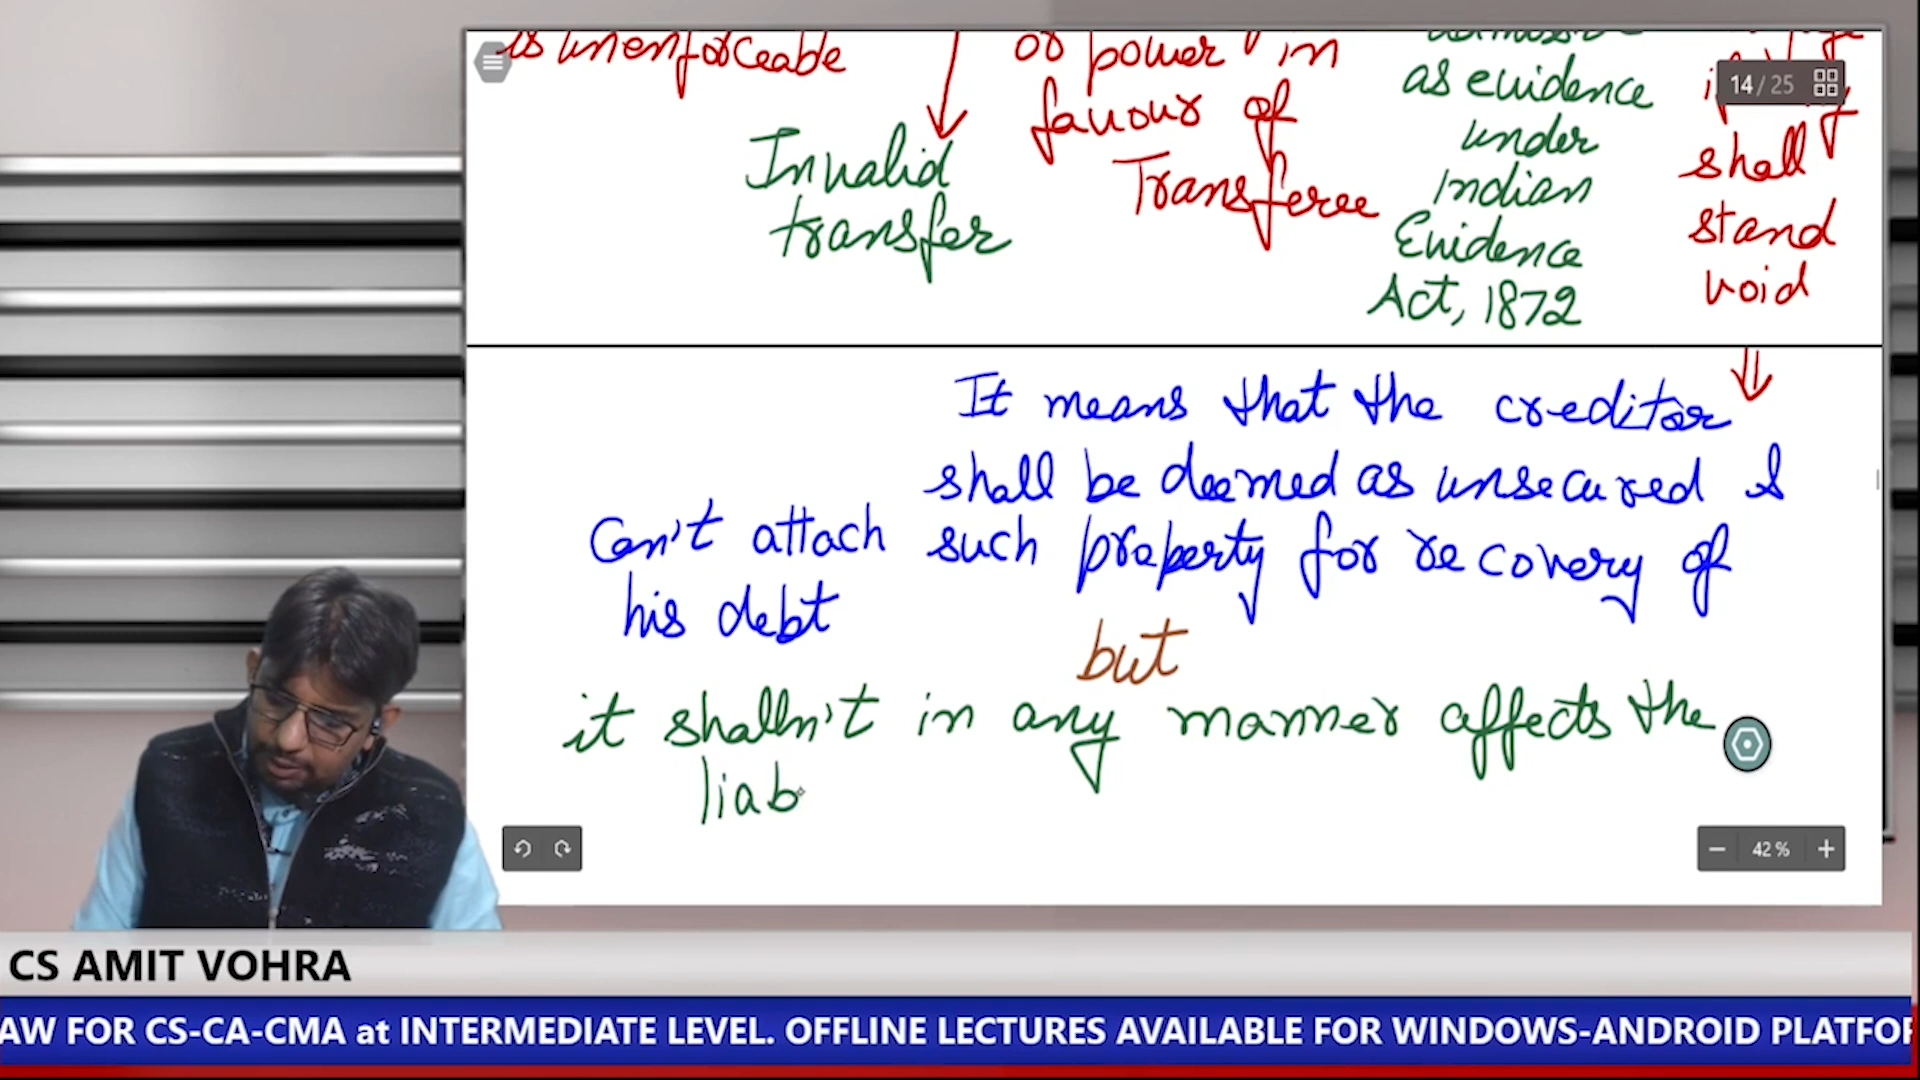 is unenforceabe
Invalid
transfer
or power in
favour of
Transferee
as evidence
under
Indian
Evidence
Act, 1872
shall
stand
void
14 / 25
It means that the creditor
shall be deemed as unsecured &
Can't attach such property for recovery of
his debt
but
it shalln't in any manner affects the
liab
42 %
CS AMIT VOHRA
AW FOR CS-CA-CMA at INTERMEDIATE LEVEL. OFFLINE LECTURES AVAILABLE FOR WINDOWS-ANDROID PLATFOR